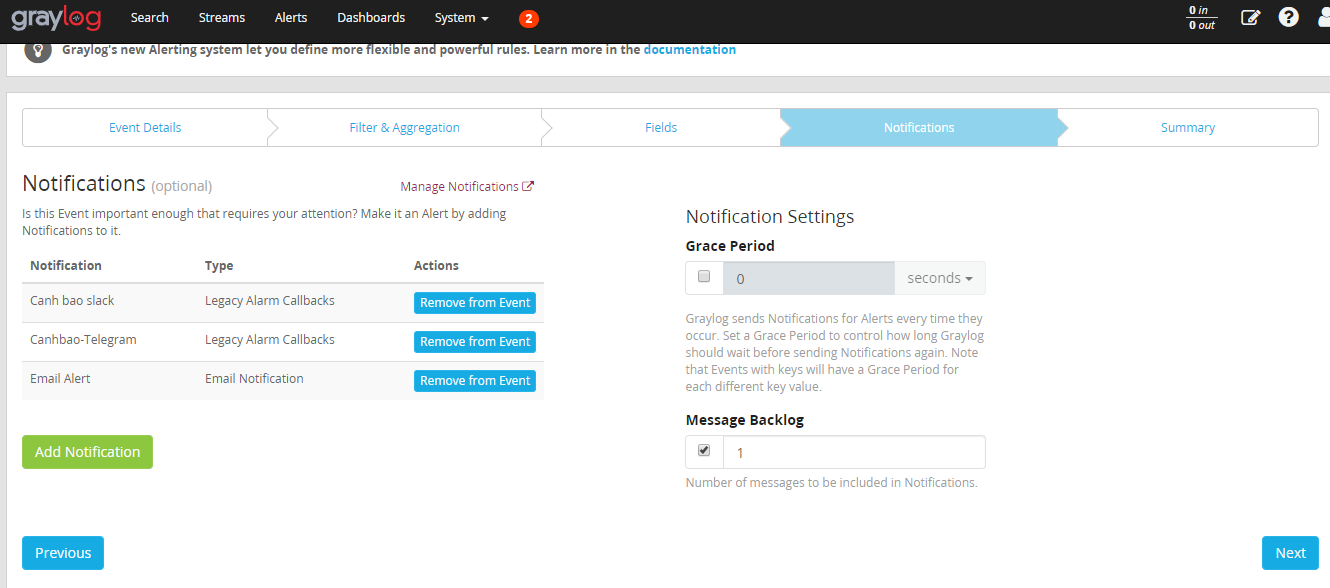 graylog Search Streams Alerts Dashboards System 2 0 in
0 out
Graylog's new Alerting system let you define more flexible and powerful rules. Learn more in the documentation
Event Details Filter & Aggregation Fields Notifications Summary
Notifications (optional) Manage Notifications
Is this Event important enough that requires your attention? Make it an Alert by adding
Notifications to it.
Notification Type Actions
Canh bao slack Legacy Alarm Callbacks Remove from Event
Canhbao-Telegram Legacy Alarm Callbacks Remove from Event
Email Alert Email Notification Remove from Event
Add Notification
Notification Settings
Grace Period
0 seconds
Graylog sends Notifications for Alerts every time they
occur. Set a Grace Period to control how long Graylog
should wait before sending Notifications again. Note
that Events with keys will have a Grace Period for
each different key value.
Message Backlog
1
Number of messages to be included in Notifications.
Previous Next